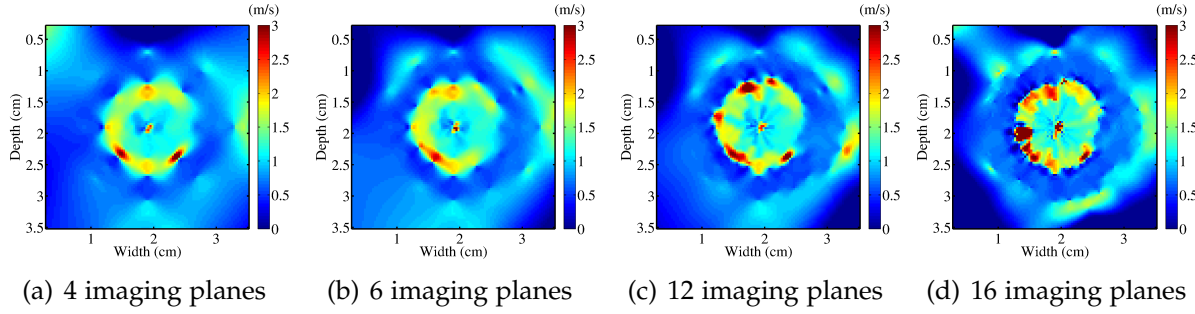 (m/s) (m/s) (m/s) (m/s)
0.5 1 1.5 2 2.5 3 3.5
Depth (cm)
1 2 3
Width (cm)
3 2.5 2 1.5 1 0.5 0
0.5 1 1.5 2 2.5 3 3.5
Depth (cm)
1 2 3
Width (cm)
3 2.5 2 1.5 1 0.5 0
0.5 1 1.5 2 2.5 3 3.5
Depth (cm)
1 2 3
Width (cm)
3 2.5 2 1.5 1 0.5 0
0.5 1 1.5 2 2.5 3 3.5
Depth (cm)
1 2 3
Width (cm)
3 2.5 2 1.5 1 0.5 0
(a) 4 imaging planes (b) 6 imaging planes (c) 12 imaging planes (d) 16 imaging planes